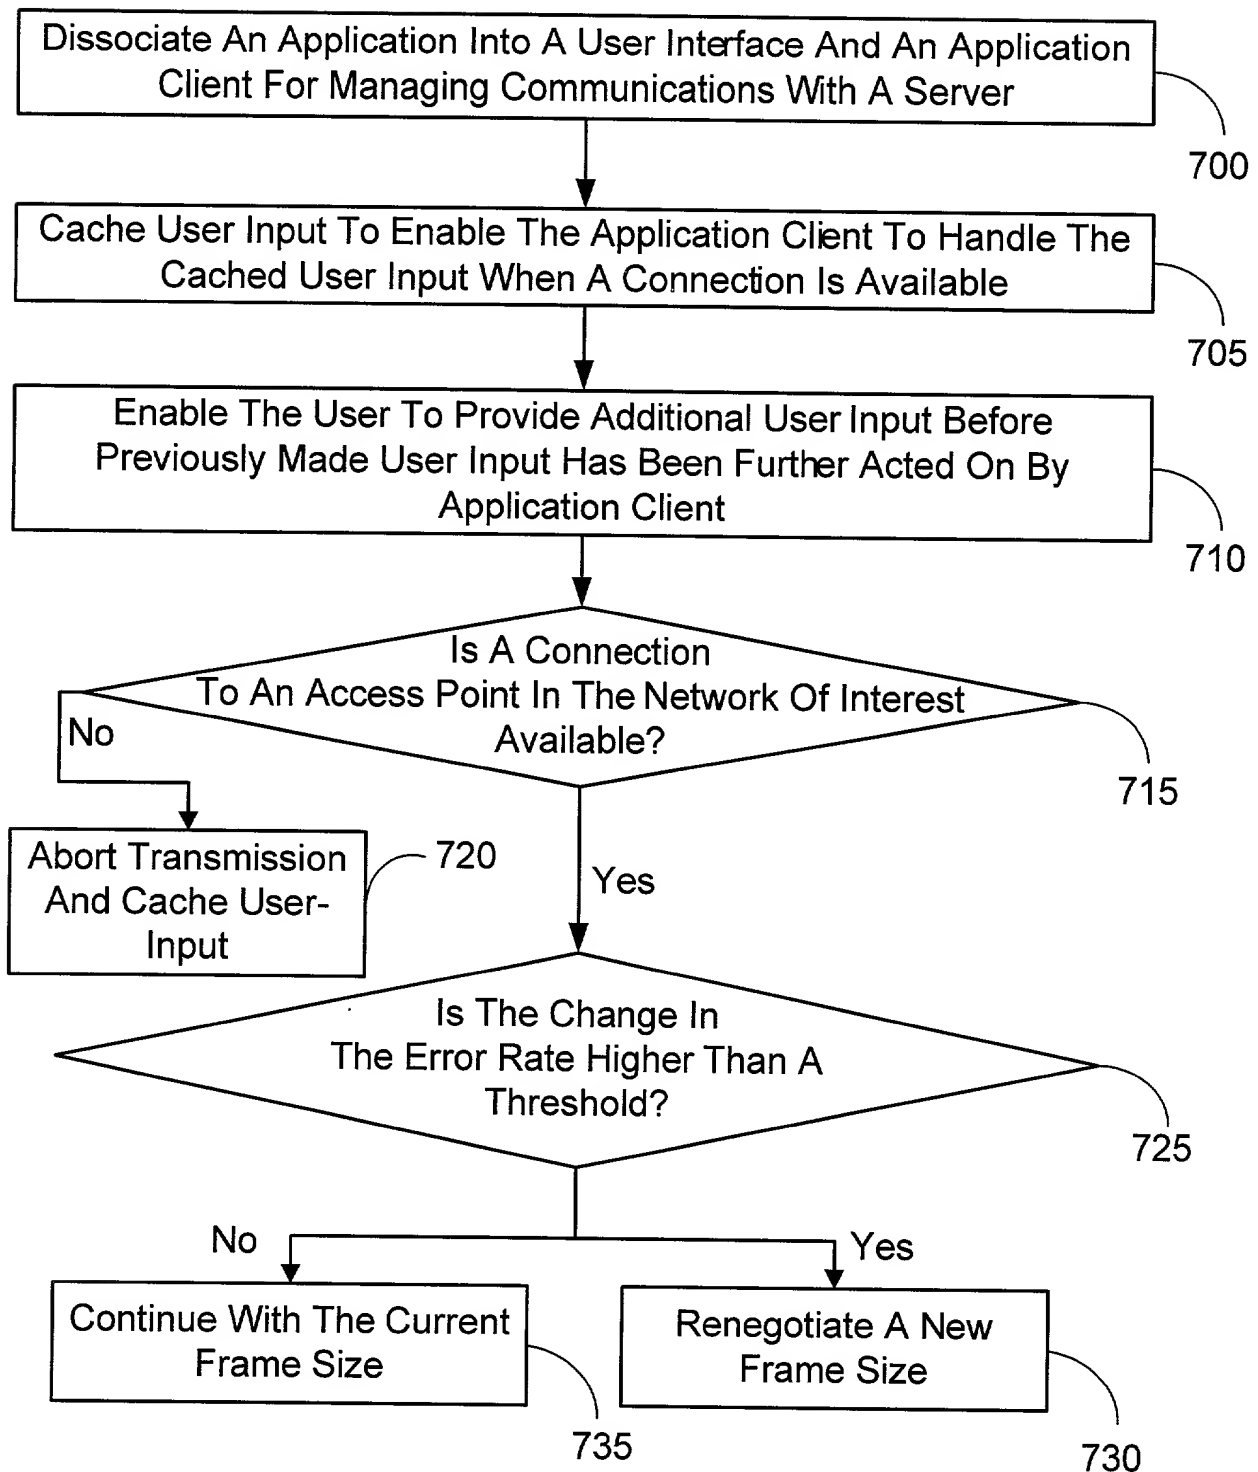 Dissociate An Application Into A User Interface And An Application
Client For Managing Communications With A Server
700
Cache User Input To Enable The Application Client To Handle The
Cached User Input When A Connection Is Available
705
Enable The User To Provide Additional User Input Before
Previously Made User Input Has Been Further Acted On By
Application Client
710
Is A Connection
To An Access Point In The Network Of Interest
Available?
715
No
Abort Transmission
And Cache User-
Input
720
Yes
Is The Change In
The Error Rate Higher Than A
Threshold?
725
No
Yes
Continue With The Current
Frame Size
735
Renegotiate A New
Frame Size
730